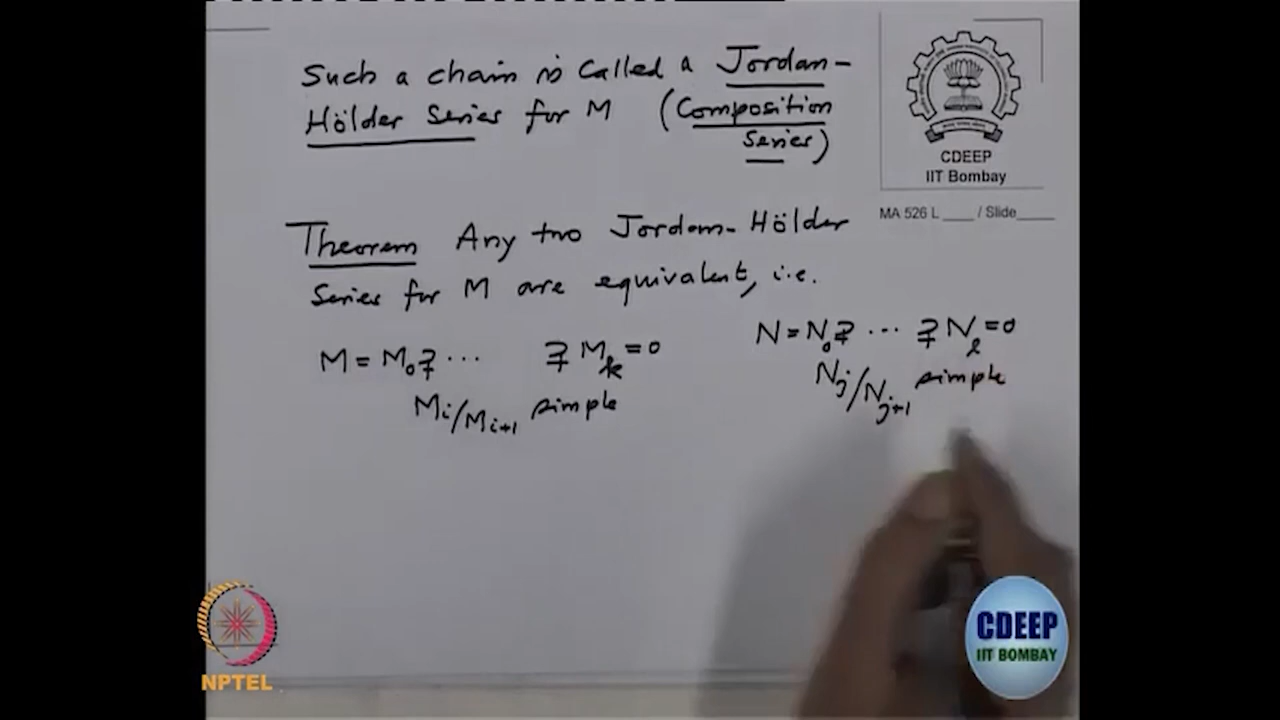 Such a chain is called a Jordan-
Hölder Series for M (Composition
Series)
CDEEP
IIT Bombay
MA 526 L ____ / Slide_____
Theorem Any two Jordan-Hölder
Series for M are equivalent, i.e.
M = M₀ ⊋ ... ⊋ Mₖ = 0
Mᵢ/Mᵢ₊₁ simple
N = N₀ ⊋ ... ⊋ Nₗ = 0
Nⱼ/Nⱼ₊₁ simple
NPTEL
CDEEP
IIT BOMBAY